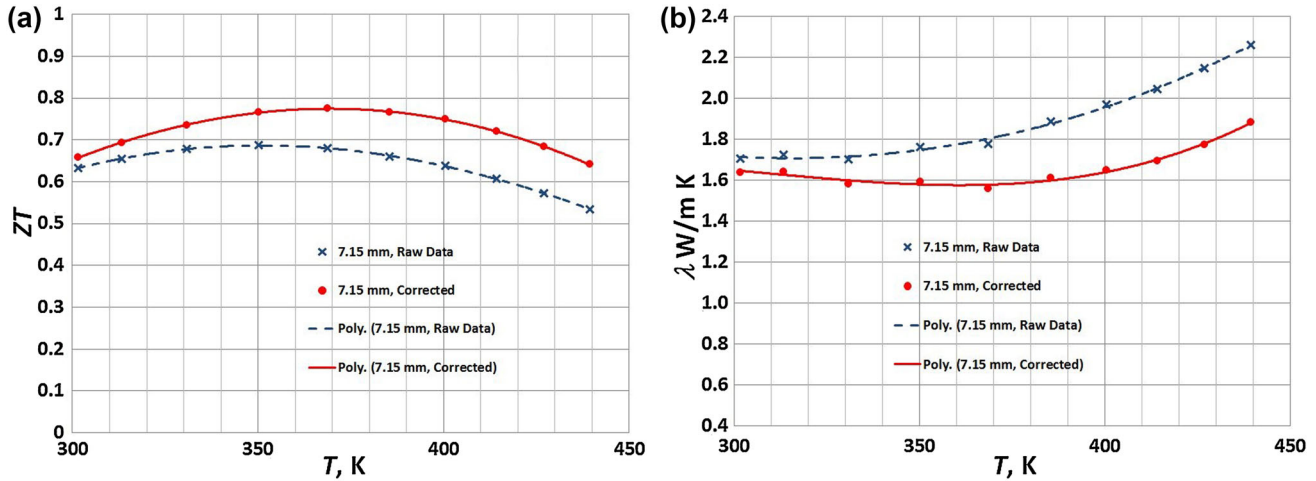 (a)
1
0.9
0.8
0.7
0.6
0.5
0.4
0.3
0.2
0.1
0
ZT
7.15 mm, Raw Data
7.15 mm, Corrected
Poly. (7.15 mm, Raw Data)
Poly. (7.15 mm, Corrected)
300 350 400 450
T, K
(b)
2.4
2.2
2.0
1.8
1.6
1.4
1.2
1.0
0.8
0.6
0.4
λ W/m K
7.15 mm, Raw Data
7.15 mm, Corrected
Poly. (7.15 mm, Raw Data)
Poly. (7.15 mm, Corrected)
300 350 400 450
T, K